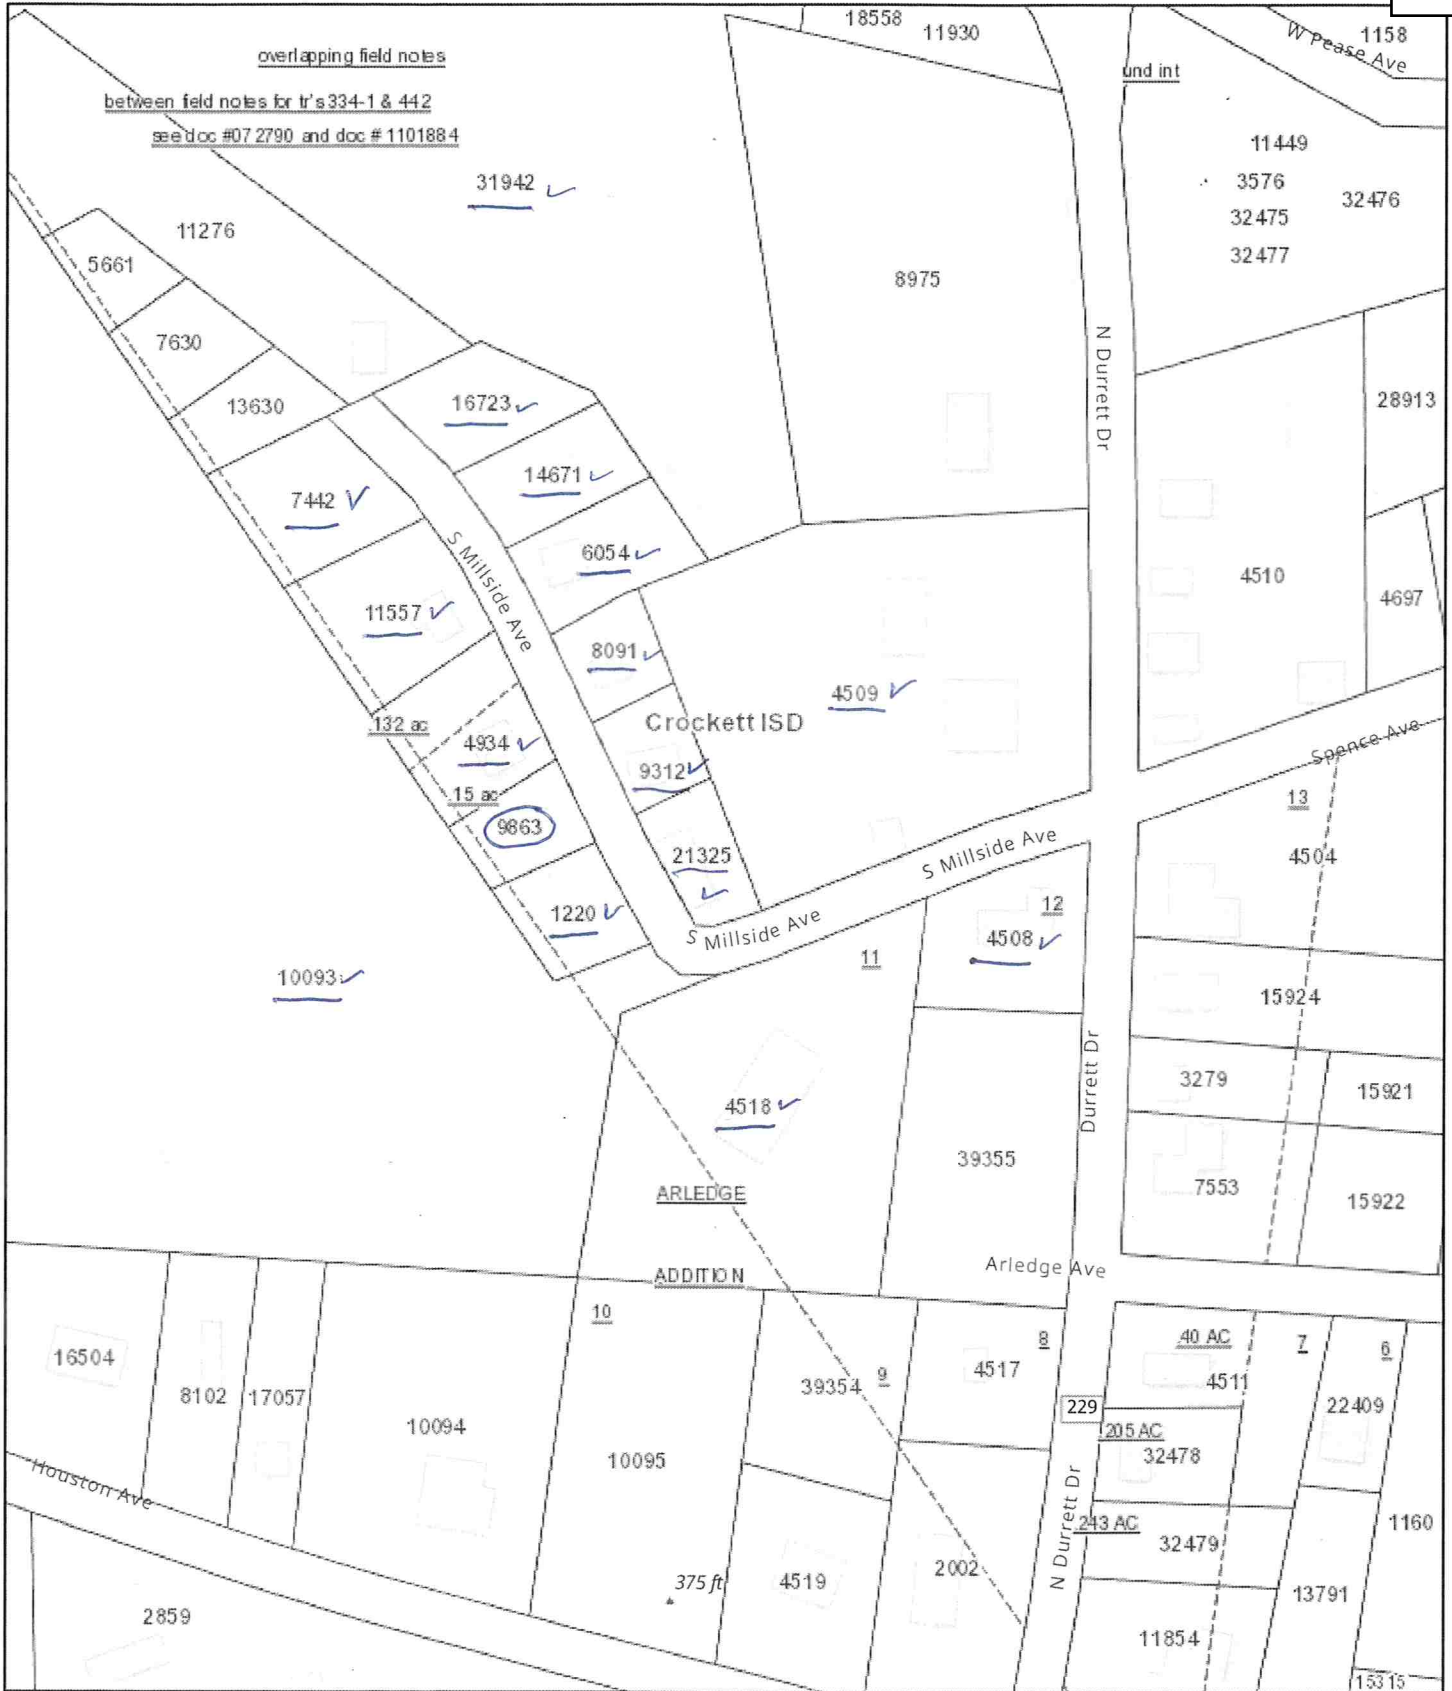 18558
11930
W Pease Ave
1158
overlapping field notes
und int
between field notes for tr's 334-1 & 442
see doc #072790 and doc # 1101884
11449
31942
3576
32476
32475
11276
32477
5661
8975
7630
N Durrett Dr
16723
13630
28913
14671
7442
S Millside Ave
6054
4510
11557
4697
8091
4509
.132 ac
Crockett ISD
4934
Spence Ave
9312
.15 ac
13
9863
S Millside Ave
21325
4504
12
1220
S Millside Ave
4508
11
10093
15924
Durrett Dr
3279
15921
4518
39355
7553
ARLEDGE
15922
Arledge Ave
ADDITION
10
8
.40 AC
7
6
16504
4517
9
39354
4511
8102
17057
229
22409
10094
.205 AC
10095
32478
Houston Ave
N Durrett Dr
.243 AC
1160
32479
2002
375 ft
4519
13791
2859
11854
15315